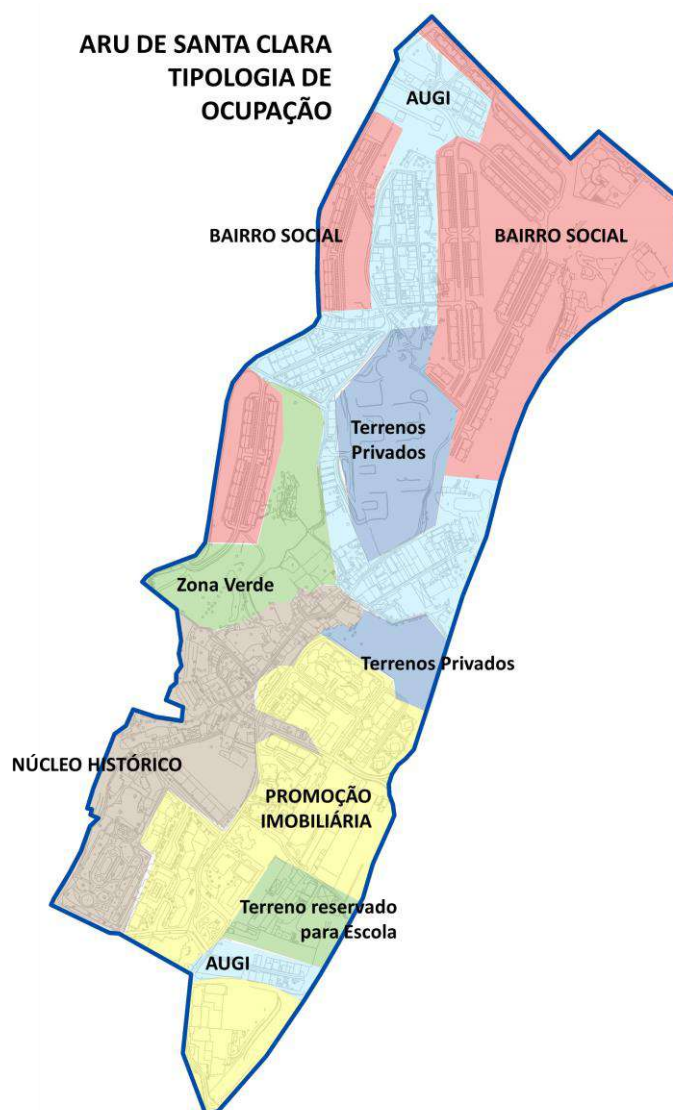 ARU DE SANTA CLARA
TIPOLOGIA DE
OCUPAÇÃO
AUGI
BAIRRO SOCIAL
BAIRRO SOCIAL
Terrenos
Privados
Zona Verde
Terrenos Privados
NÚCLEO HISTÓRICO
PROMOÇÃO
IMOBILIÁRIA
Terreno reservado
para Escola
AUGI